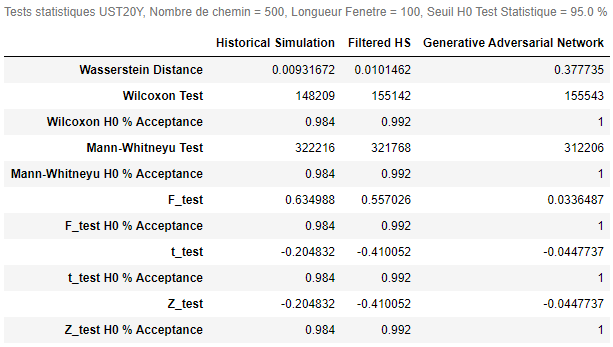 Tests statistiques UST20Y, Nombre de chemin = 500, Longueur Fenetre = 100, Seuil H0 Test Statistique = 95.0 %
Historical Simulation Filtered HS Generative Adversarial Network
Wasserstein Distance 0.00931672 0.0101462 0.377735
Wilcoxon Test 148209 155142 155543
Wilcoxon H0 % Acceptance 0.984 0.992 1
Mann-Whitneyu Test 322216 321768 312206
Mann-Whitneyu H0 % Acceptance 0.984 0.992 1
F_test 0.634988 0.557026 0.0336487
F_test H0 % Acceptance 0.984 0.992 1
t_test -0.204832 -0.410052 -0.0447737
t_test H0 % Acceptance 0.984 0.992 1
Z_test -0.204832 -0.410052 -0.0447737
Z_test H0 % Acceptance 0.984 0.992 1